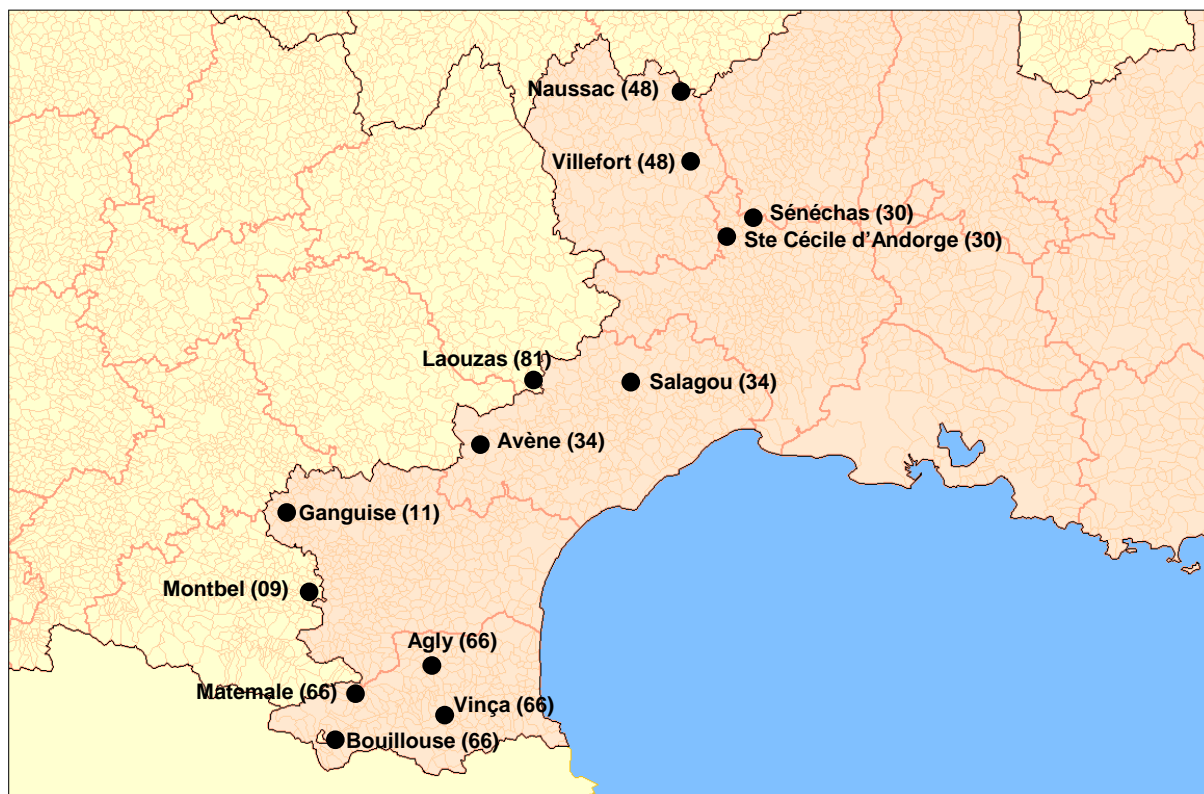 Naussac (48)
Villefort (48)
Sénéchas (30)
Ste Cécile d’Andorge (30)
Laouzas (81)
Salagou (34)
Avène (34)
Ganguise (11)
Montbel (09)
Agly (66)
Matemale (66)
Vinça (66)
Bouillouse (66)